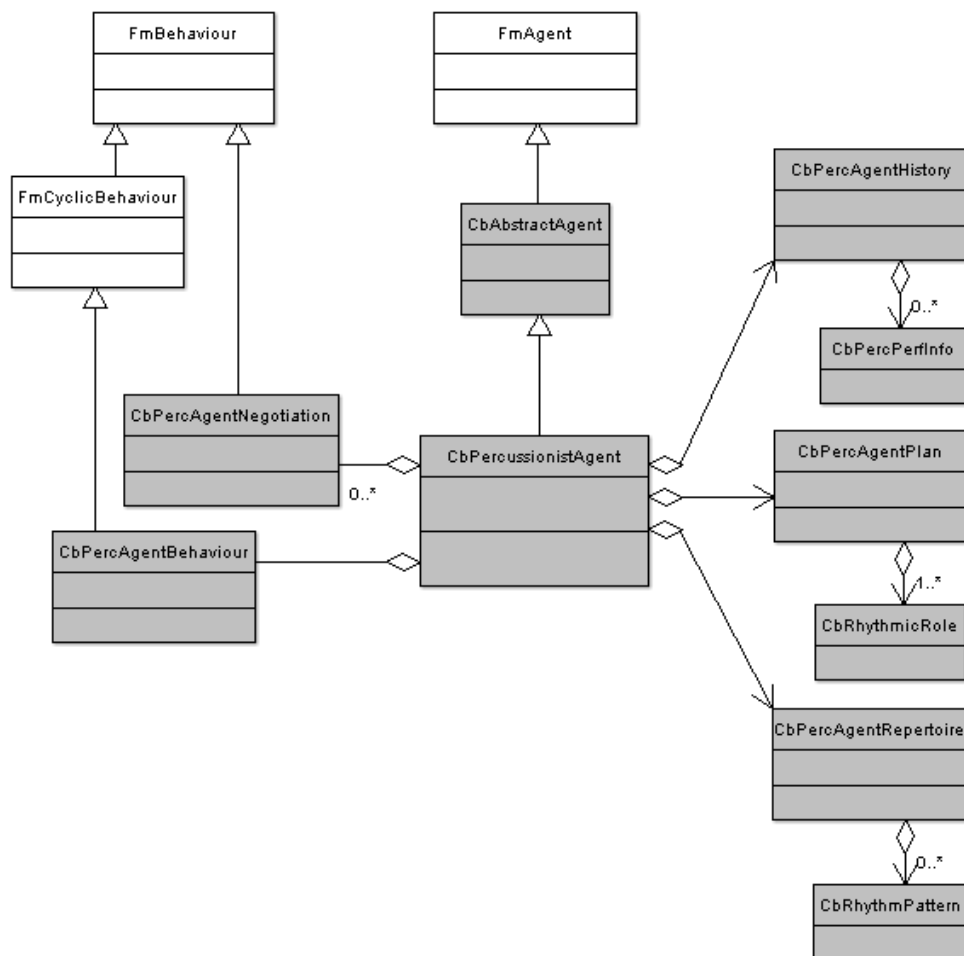 FmBehaviour
FmAgent
CbPercAgentHistory
FmCyclicBehaviour
CbAbstractAgent
0..*
CbPercPerfInfo
CbPercAgentNegotiation
CbPercussionistAgent
CbPercAgentPlan
0..*
CbPercAgentBehaviour
1..*
CbRhythmicRole
CbPercAgentRepertoire
0..*
CbRhythmPattern